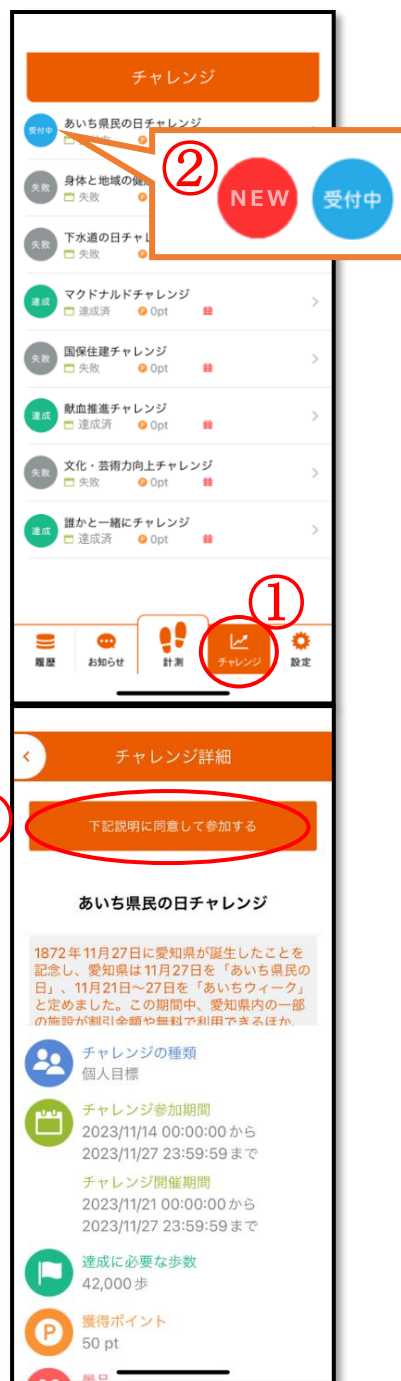 チャレンジ
受付中
あいち県民の日チャレンジ
②
NEW
受付中
失敗
身体と地域の健
失敗
失敗
下水道の日チャレ
失敗
達成
マクドナルドチャレンジ
達成済
P 0pt
失敗
国保住建チャレンジ
失敗
P 0pt
達成
献血推進チャレンジ
達成済
P 0pt
失敗
文化・芸術力向上チャレンジ
失敗
P 0pt
達成
誰かと一緒にチャレンジ
達成済
P 0pt
①
履歴
お知らせ
計測
チャレンジ
設定
チャレンジ詳細
下記説明に同意して参加する
あいち県民の日チャレンジ
1872年11月27日に愛知県が誕生したことを
記念し、愛知県は11月27日を「あいち県民の
日」、11月21日〜27日を「あいちウィーク」
と定めました。この期間中、愛知県内の一部
の施設が割引金額や無料で利用できるほか、
チャレンジの種類
個人目標
チャレンジ参加期間
2023/11/14 00:00:00から
2023/11/27 23:59:59まで
チャレンジ開催期間
2023/11/21 00:00:00から
2023/11/27 23:59:59まで
達成に必要な歩数
42,000歩
P
獲得ポイント
50 pt